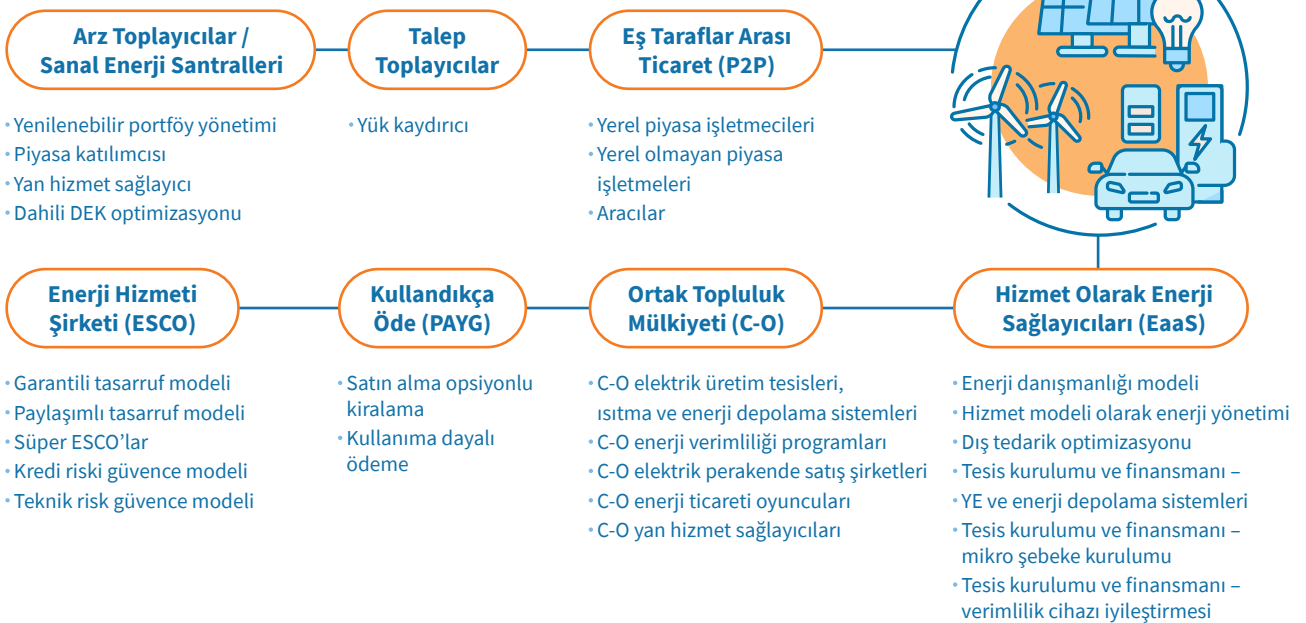 Arz Toplayıcılar /
Sanal Enerji Santralleri
• Yenilenebilir portföy yönetimi
• Piyasa katılımcısı
• Yan hizmet sağlayıcı
• Dahili DEK optimizasyonu
Talep
Toplayıcılar
• Yük kaydırıcı
Eş Taraflar Arası
Ticaret (P2P)
• Yerel piyasa işletmecileri
• Yerel olmayan piyasa
işletmeleri
• Aracılar
Enerji Hizmeti
Şirketi (ESCO)
• Garantili tasarruf modeli
• Paylaşımlı tasarruf modeli
• Süper ESCO’lar
• Kredi riski güvence modeli
• Teknik risk güvence modeli
Kullandıkça
Öde (PAYG)
• Satın alma opsiyonlu
kiralama
• Kullanıma dayalı
ödeme
Ortak Topluluk
Mülkiyeti (C-O)
• C-O elektrik üretim tesisleri,
ısıtma ve enerji depolama sistemleri
• C-O enerji verimliliği programları
• C-O elektrik perakende satış şirketleri
• C-O enerji ticareti oyuncuları
• C-O yan hizmet sağlayıcıları
Hizmet Olarak Enerji
Sağlayıcıları (EaaS)
• Enerji danışmanlığı modeli
• Hizmet modeli olarak enerji yönetimi
• Dış tedarik optimizasyonu
• Tesis kurulumu ve finansmanı –
• YE ve enerji depolama sistemleri
• Tesis kurulumu ve finansmanı –
mikro şebeke kurulumu
• Tesis kurulumu ve finansmanı –
verimlilik cihazı iyileştirmesi